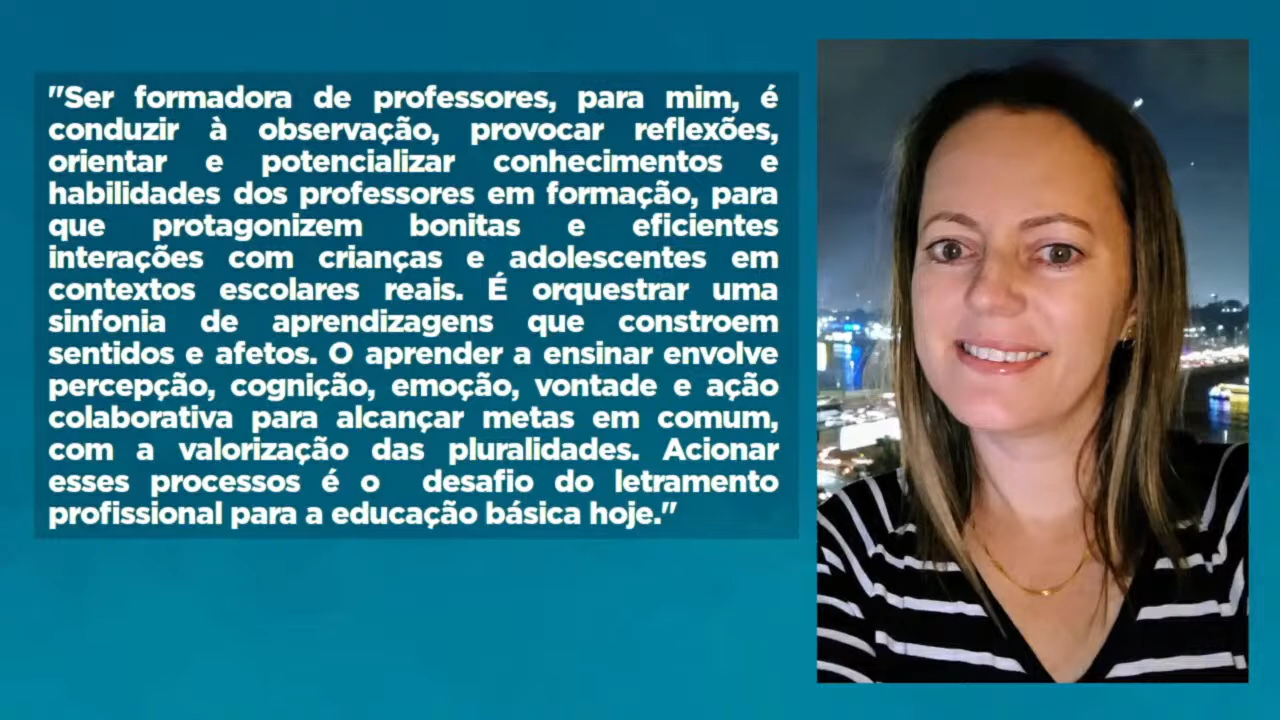 "Ser formadora de professores, para mim, é
conduzir à observação, provocar reflexões,
orientar e potencializar conhecimentos e
habilidades dos professores em formação, para
que protagonizem bonitas e eficientes
interações com crianças e adolescentes em
contextos escolares reais. É orquestrar uma
sinfonia de aprendizagens que constroem
sentidos e afetos. O aprender a ensinar envolve
percepção, cognição, emoção, vontade e ação
colaborativa para alcançar metas em comum,
com a valorização das pluralidades. Acionar
esses processos é o desafio do letramento
profissional para a educação básica hoje."